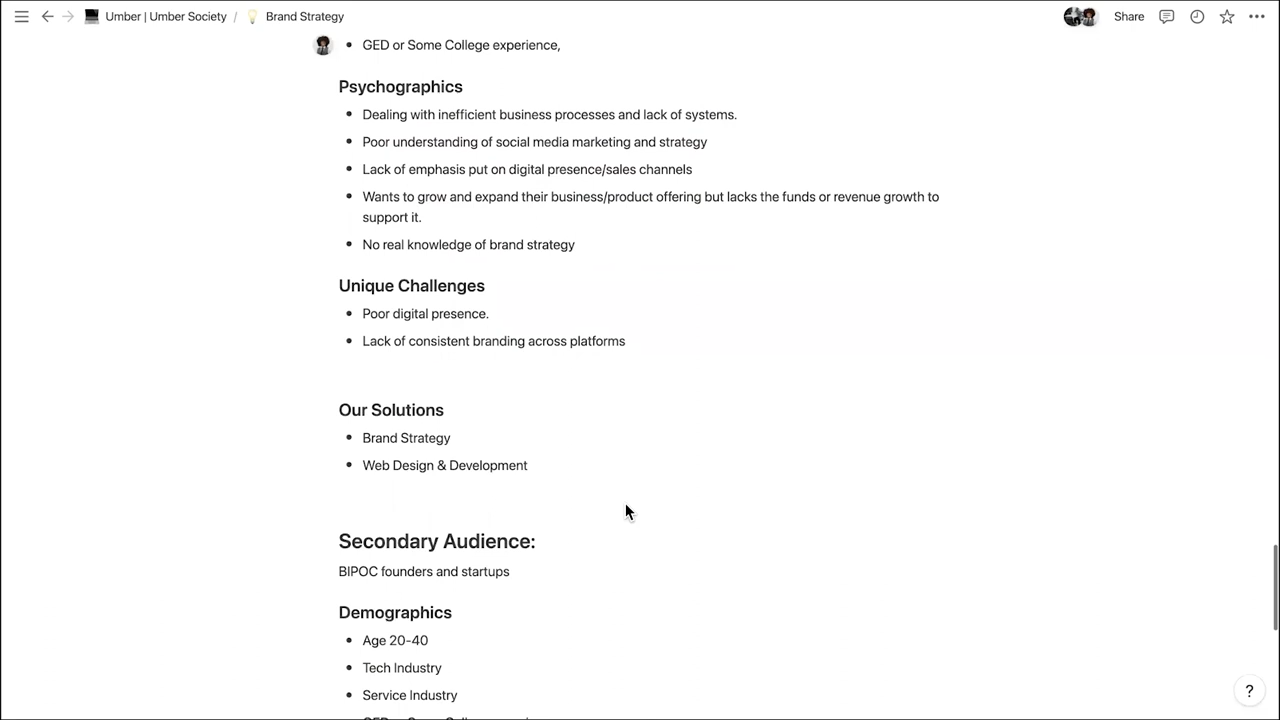 Umber | Umber Society / Brand Strategy
Share
GED or Some College experience,
Psychographics
Dealing with inefficient business processes and lack of systems.
Poor understanding of social media marketing and strategy
Lack of emphasis put on digital presence/sales channels
Wants to grow and expand their business/product offering but lacks the funds or revenue growth to
support it.
No real knowledge of brand strategy
Unique Challenges
Poor digital presence.
Lack of consistent branding across platforms
Our Solutions
Brand Strategy
Web Design & Development
Secondary Audience:
BIPOC founders and startups
Demographics
Age 20-40
Tech Industry
Service Industry
?